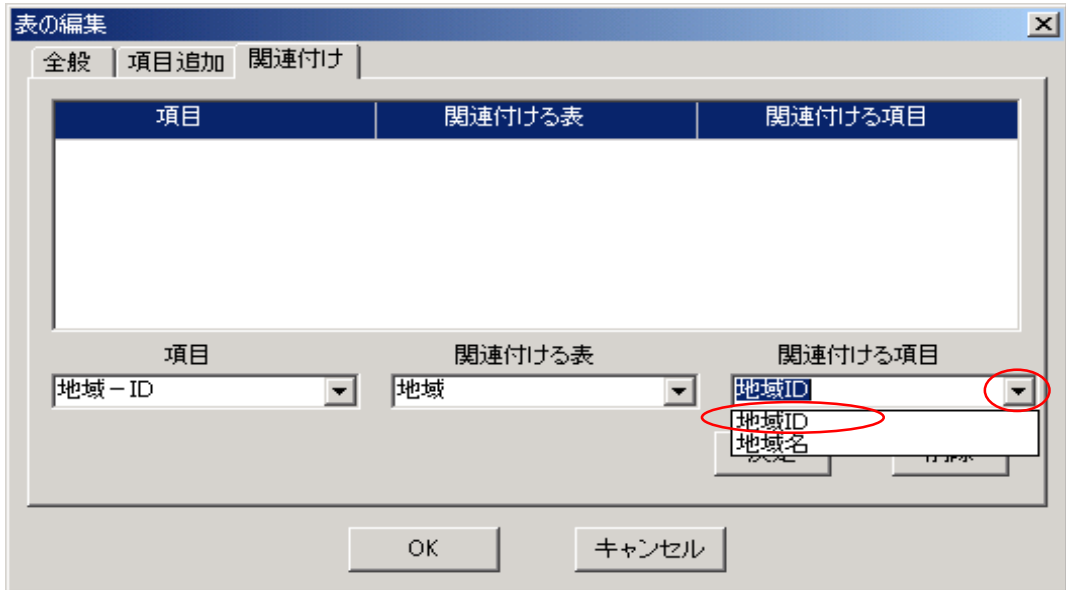 表の編集
全般 項目追加 関連付け
項目 関連付ける表 関連付ける項目
項目 関連付ける表 関連付ける項目
地域－ID 地域 地域ID
地域ID
地域名
OK キャンセル